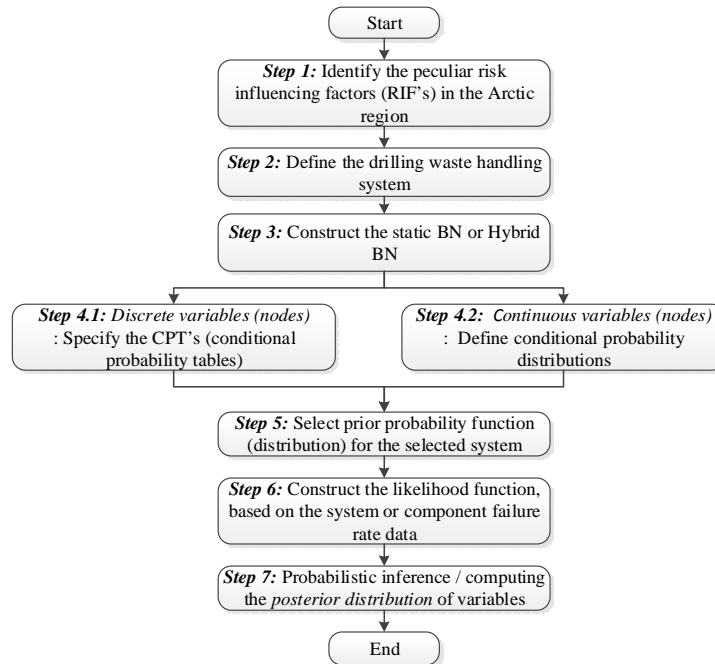 Start
Step 1: Identify the peculiar risk
influencing factors (RIF's) in the Arctic
region
Step 2: Define the drilling waste handling
system
Step 3: Construct the static BN or Hybrid
BN
Step 4.1: Discrete variables (nodes)
: Specify the CPT's (conditional
probability tables)
Step 4.2: Continuous variables (nodes)
: Define conditional probability
distributions
Step 5: Select prior probability function
(distribution) for the selected system
Step 6: Construct the likelihood function,
based on the system or component failure
rate data
Step 7: Probabilistic inference / computing
the posterior distribution of variables
End